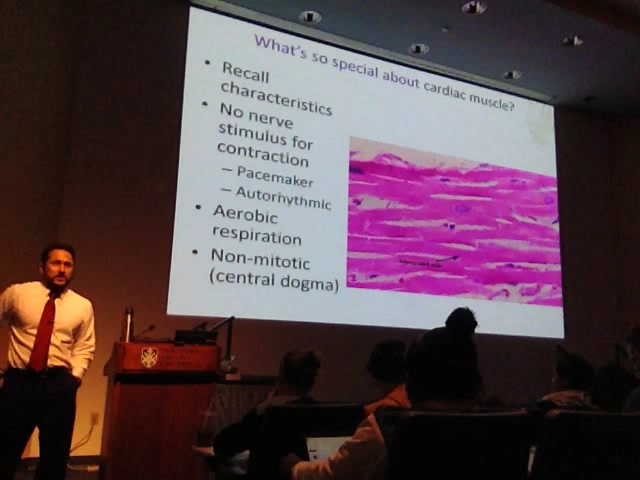 What's so special about cardiac muscle?
• Recall
characteristics
• No nerve
stimulus for
contraction
– Pacemaker
– Autorhythmic
• Aerobic
respiration
• Non-mitotic
(central dogma)